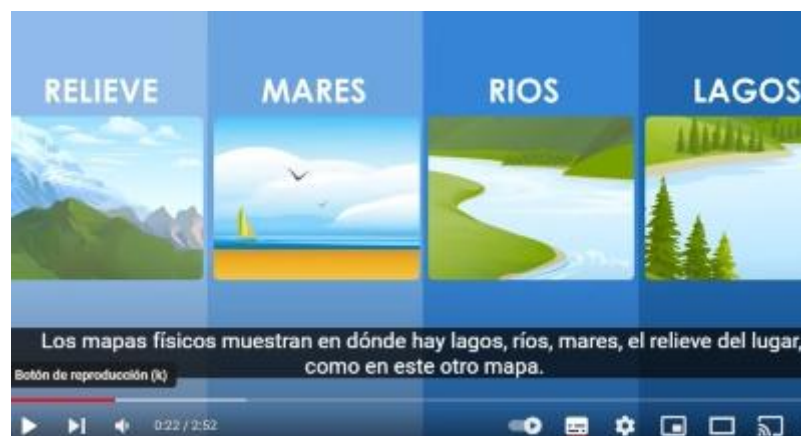 RELIEVE MARES RIOS LAGOS
Los mapas físicos muestran en dónde hay lagos, ríos, mares, el relieve del lugar,
como en este otro mapa.
Botón de reproducción (k)
0:22 / 2:52